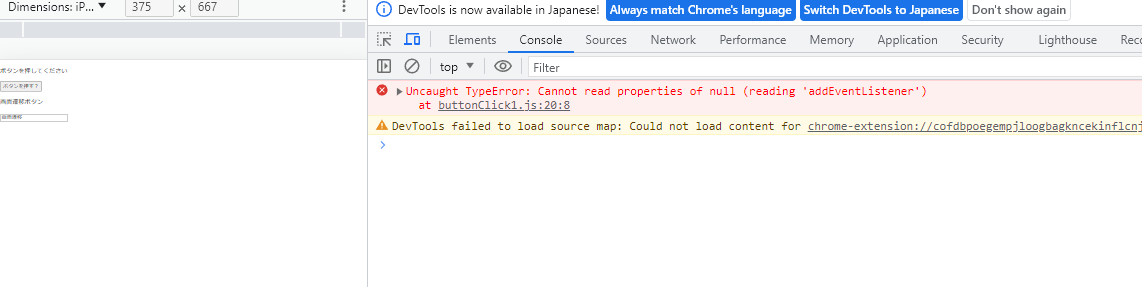 Dimensions: iP... ▼ 375 × 667
DevTools is now available in Japanese! Always match Chrome's language Switch DevTools to Japanese Don't show again
Elements Console Sources Network Performance Memory Application Security Lighthouse Reco
top ▼ Filter
Uncaught TypeError: Cannot read properties of null (reading 'addEventListener')
at buttonClick1.js:20:8
DevTools failed to load source map: Could not load content for chrome-extension://cofdbpoegempjloogbagkncekinflcnj
ボタンを押してください
ボタンを押す？
画面遷移ボタン
画面遷移